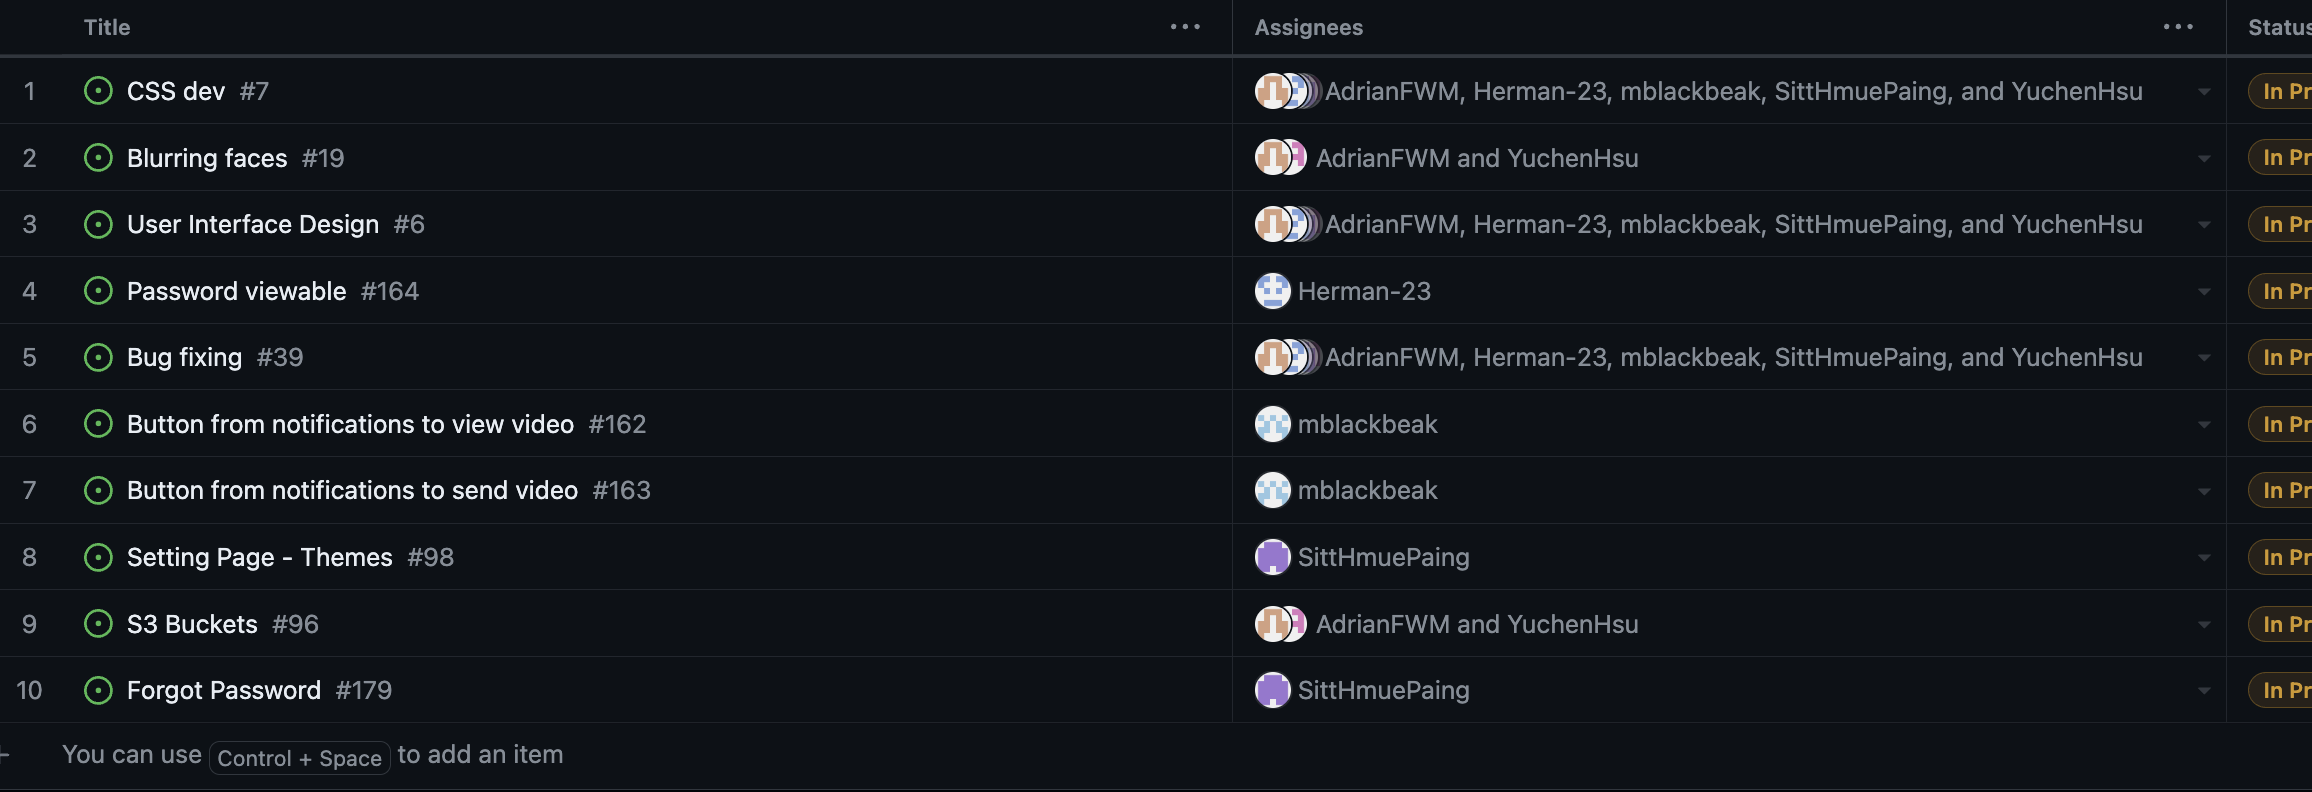 Title ... Assignees ... Status
1 CSS dev #7 AdrianFWM, Herman-23, mblackbeak, SittHmuePaing, and YuchenHsu In Pr
2 Blurring faces #19 AdrianFWM and YuchenHsu In Pr
3 User Interface Design #6 AdrianFWM, Herman-23, mblackbeak, SittHmuePaing, and YuchenHsu In Pr
4 Password viewable #164 Herman-23 In Pr
5 Bug fixing #39 AdrianFWM, Herman-23, mblackbeak, SittHmuePaing, and YuchenHsu In Pr
6 Button from notifications to view video #162 mblackbeak In Pr
7 Button from notifications to send video #163 mblackbeak In Pr
8 Setting Page - Themes #98 SittHmuePaing In Pr
9 S3 Buckets #96 AdrianFWM and YuchenHsu In Pr
10 Forgot Password #179 SittHmuePaing In Pr
+ You can use Control + Space to add an item